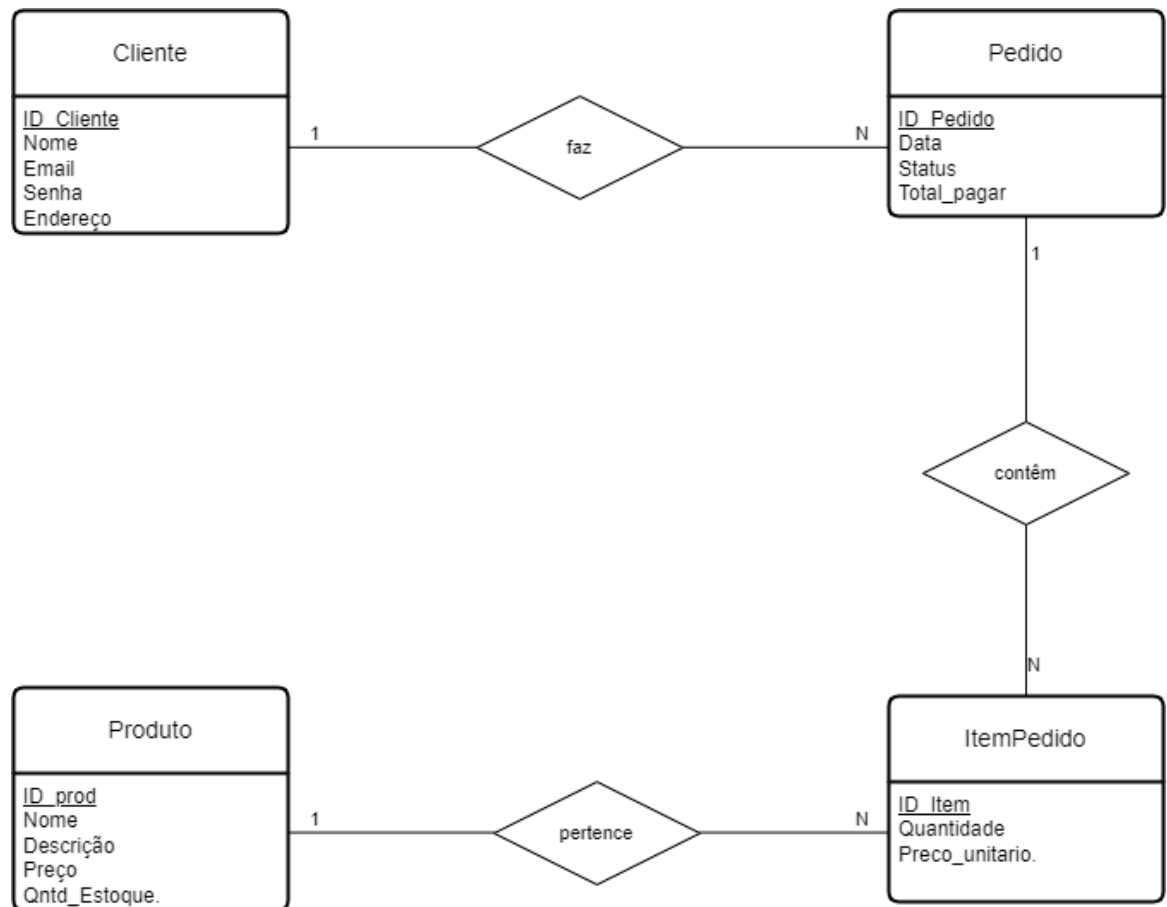 Cliente
ID_Cliente
Nome
Email
Senha
Endereço
1
faz
N
Pedido
ID_Pedido
Data
Status
Total_pagar
1
contêm
N
Produto
ID_prod
Nome
Descrição
Preço
Qntd_Estoque.
1
pertence
N
ItemPedido
ID_Item
Quantidade
Preco_unitario.